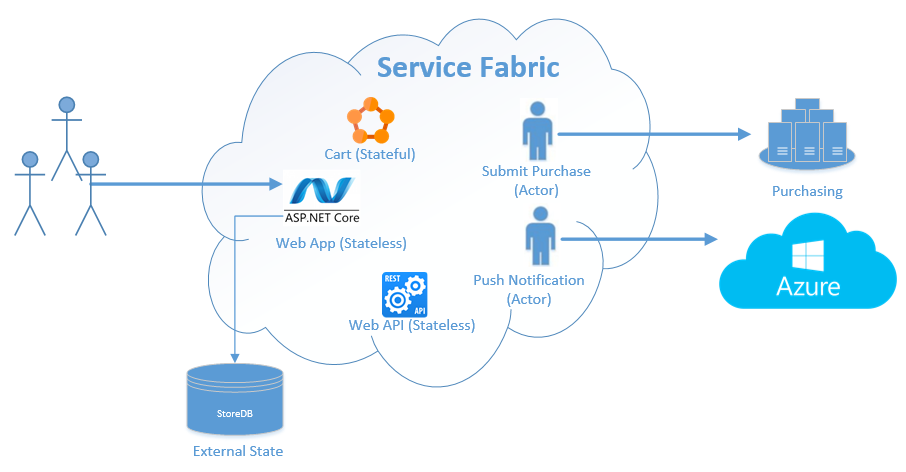 Service Fabric
Cart (Stateful)
Submit Purchase
(Actor)
Purchasing
ASP.NET Core
Web App (Stateless)
Push Notification
(Actor)
Azure
REST
API
Web API (Stateless)
StoreDB
External State